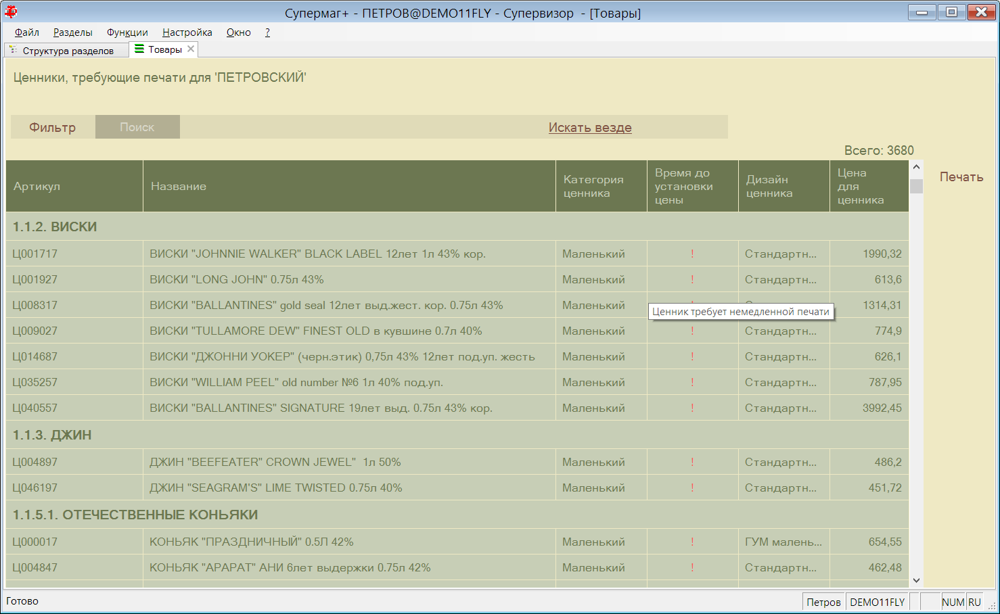 Супермаг+ - ПЕТРОВ@DEMO11FLY - Супервизор - [Товары]
Файл Разделы Функции Настройка Окно ?
Структура разделов Товары
Ценники, требующие печати для 'ПЕТРОВСКИЙ'
Фильтр Поиск Искать везде
Всего: 3680
Печать
Артикул Название Категория ценника Время до установки цены Дизайн ценника Цена для ценника
1.1.2. ВИСКИ
Ц001717 ВИСКИ "JOHNNIE WALKER" BLACK LABEL 12лет 1л 43% кор. Маленький ! Стандартн... 1990,32
Ц001927 ВИСКИ "LONG JOHN" 0.75л 43% Маленький ! Стандартн... 613,6
Ц008317 ВИСКИ "BALLANTINES" gold seal 12лет выд.жест. кор. 0.75л 43% Маленький 1314,31
Ценник требует немедленной печати
Ц009027 ВИСКИ "TULLAMORE DEW" FINEST OLD в кувшине 0.7л 40% Маленький ! Стандартн... 774,9
Ц014687 ВИСКИ "ДЖОННИ УОКЕР" (черн.этик) 0,75л 43% 12лет под.уп. жесть Маленький ! Стандартн... 626,1
Ц035257 ВИСКИ "WILLIAM PEEL" old number №6 1л 40% под.уп. Маленький ! Стандартн... 787,95
Ц040557 ВИСКИ "BALLANTINES" SIGNATURE 19лет выд. 0.75л 43% кор. Маленький ! Стандартн... 3992,45
1.1.3. ДЖИН
Ц004897 ДЖИН "BEEFEATER" CROWN JEWEL" 1л 50% Маленький ! Стандартн... 486,2
Ц046197 ДЖИН "SEAGRAM'S" LIME TWISTED 0.75л 40% Маленький ! Стандартн... 451,72
1.1.5.1. ОТЕЧЕСТВЕННЫЕ КОНЬЯКИ
Ц000017 КОНЬЯК "ПРАЗДНИЧНЫЙ" 0.5Л 42% Маленький ! ГУМ малень... 654,55
Ц004847 КОНЬЯК "АРАРАТ" АНИ 6лет выдержки 0.75л 42% Маленький ! Стандартн... 462,48
Готово Петров DEMO11FLY NUM RU